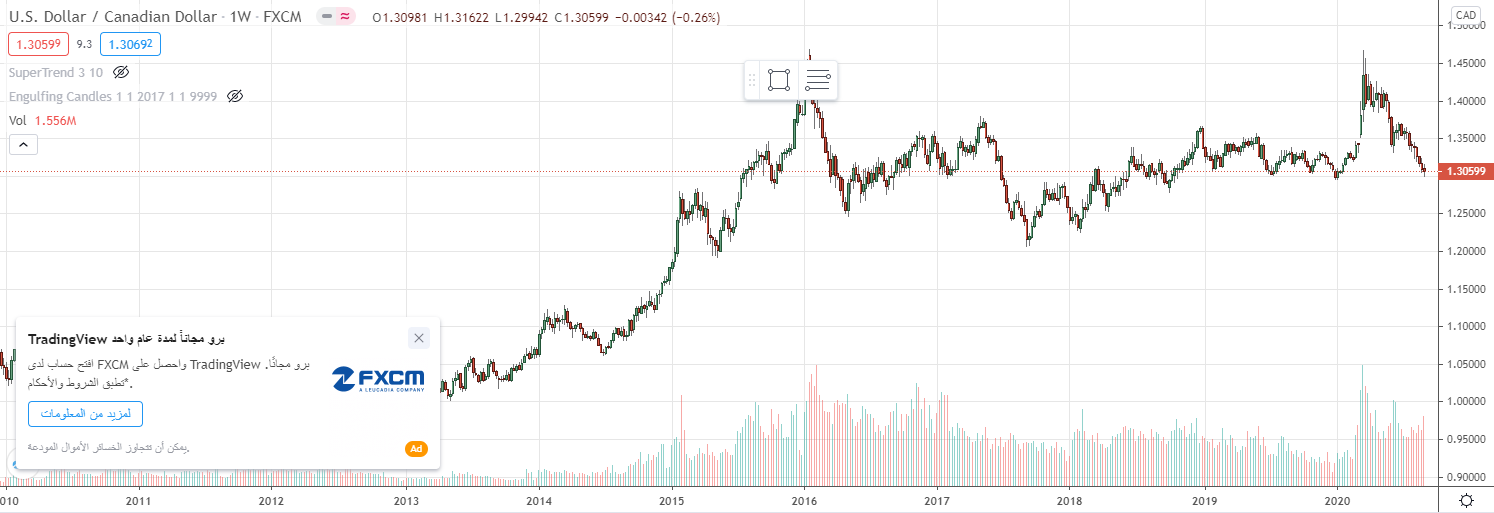 U.S. Dollar / Canadian Dollar · 1W · FXCM O1.30981 H1.31622 L1.29942 C1.30599 −0.00342 (−0.26%)
1.30599 9.3 1.30692
SuperTrend 3 10
Engulfing Candles 1 1 2017 1 1 9999
Vol 1.556M
CAD
1.50000
1.45000
1.40000
1.35000
1.30599
1.25000
1.20000
1.15000
1.10000
1.05000
1.00000
0.95000
0.90000
TradingView برو مجاناً لمدة عام واحد
افتح حساب لدى FXCM واحصل على TradingView برو مجانًا.
*تطبق الشروط والأحكام.
لمزيد من المعلومات
يمكن أن تتجاوز الخسائر الأموال المودعة.
FXCM
A LEUCADIA COMPANY
Ad
010 2011 2012 2013 2014 2015 2016 2017 2018 2019 2020